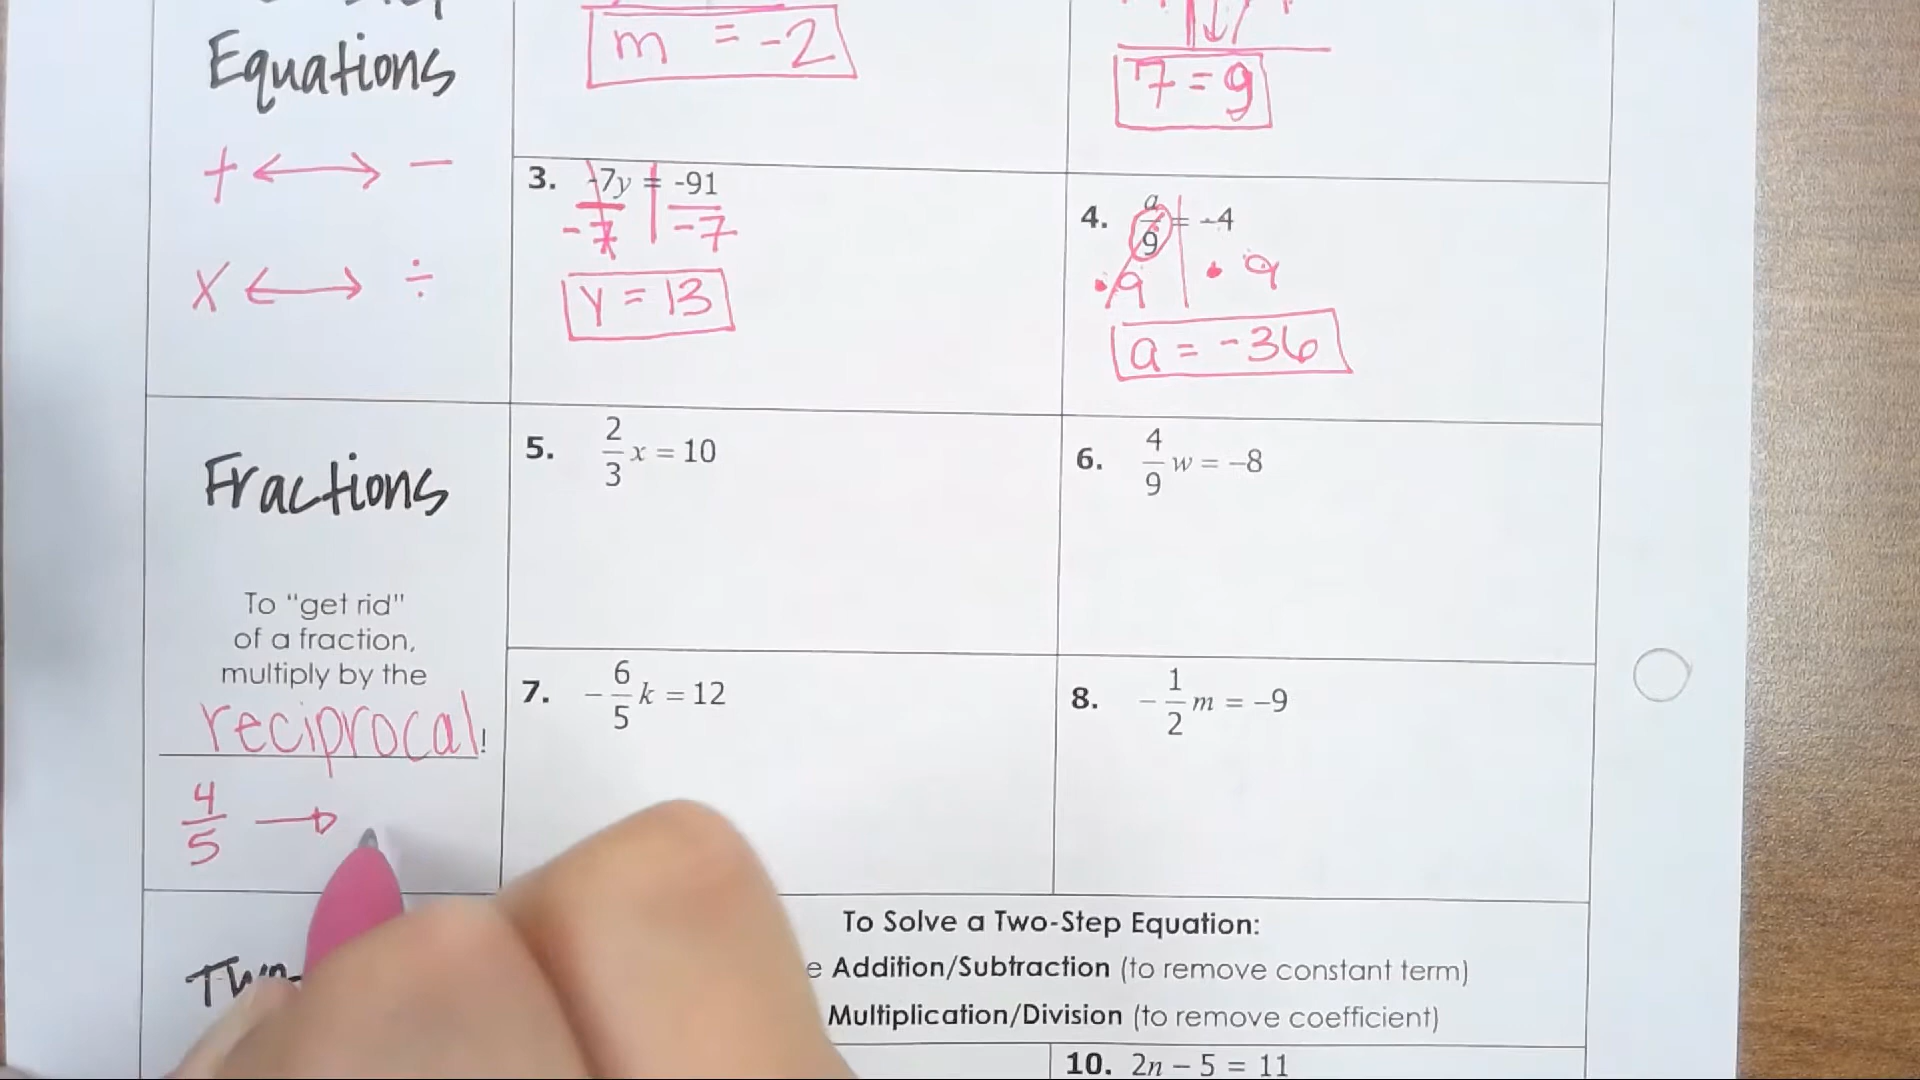 Equations
+ ←→ −
x ←→ ÷
m = -2
7 = g
3. -7y = -91
-7 -7
y = 13
4. a/9 = -4
• 9 • 9
a = -36
Fractions
To "get rid"
of a fraction,
multiply by the
reciprocal!
4/5 →
5. 2/3 x = 10
6. 4/9 w = -8
7. -6/5 k = 12
8. -1/2 m = -9
To Solve a Two-Step Equation:
Addition/Subtraction (to remove constant term)
Multiplication/Division (to remove coefficient)
10. 2n - 5 = 11